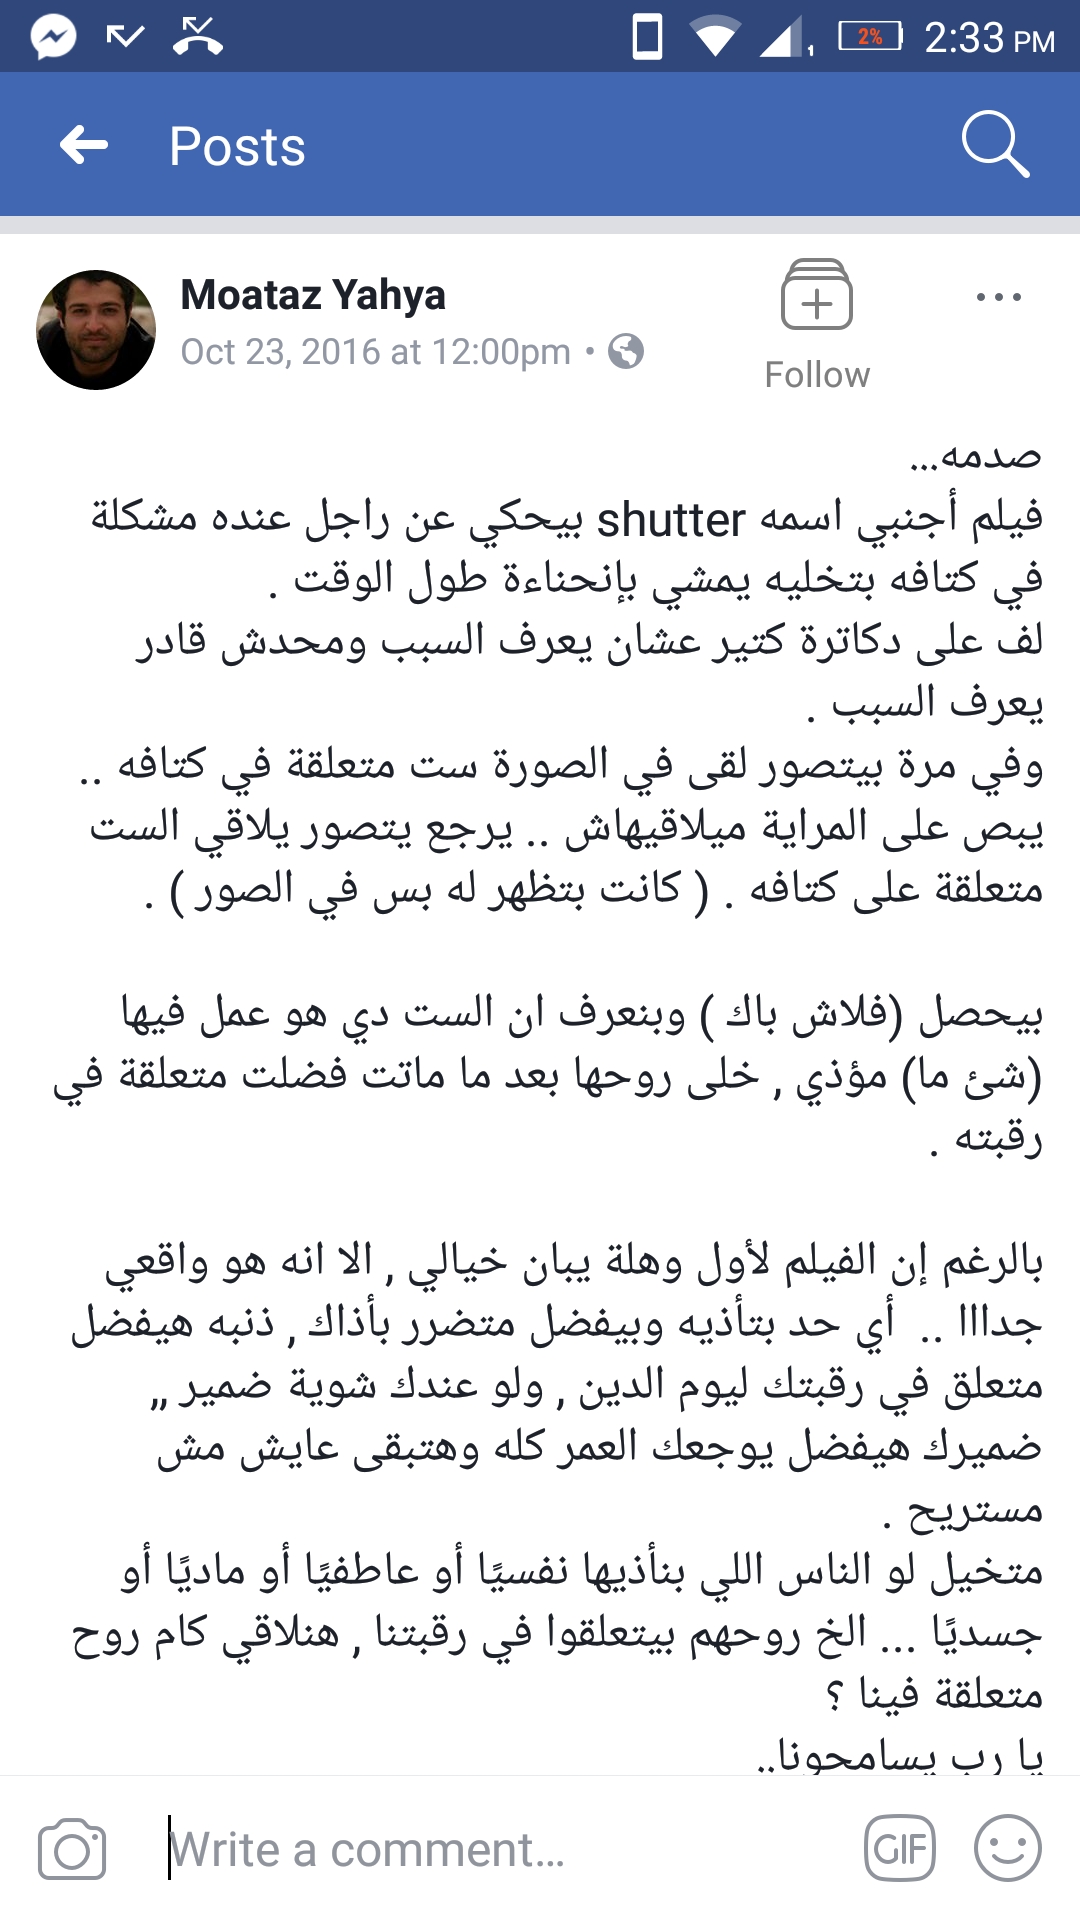 2%
2:33 PM
Posts
Moataz Yahya
Oct 23, 2016 at 12:00pm •
Follow
صدمه...
فيلم أجنبي اسمه shutter بيحكي عن راجل عنده مشكلة
في كتافه بتخليه يمشي بإنحناءة طول الوقت .
لف على دكاترة كتير عشان يعرف السبب ومحدش قادر
يعرف السبب .
وفي مرة بيتصور لقى في الصورة ست متعلقة في كتافه ..
يبص على المراية ميلاقيهاش .. يرجع يتصور يلاقي الست
متعلقة على كتافه . ( كانت بتظهر له بس في الصور ) .
بيحصل (فلاش باك ) وبنعرف ان الست دي هو عمل فيها
(شئ ما) مؤذي , خلى روحها بعد ما ماتت فضلت متعلقة في
رقبته .
بالرغم إن الفيلم لأول وهلة يبان خيالي , الا انه هو واقعي
جدااا .. أي حد بتأذيه وبيفضل متضرر بأذاك , ذنبه هيفضل
متعلق في رقبتك ليوم الدين , ولو عندك شوية ضمير ,,
ضميرك هيفضل يوجعك العمر كله وهتبقى عايش مش
مستريح .
متخيل لو الناس اللي بنأذيها نفسيًا أو عاطفيًا أو ماديًا أو
جسديًا ... الخ روحهم بيتعلقوا في رقبتنا , هنلاقي كام روح
متعلقة فينا ؟
يا رب يسامحونا..
Write a comment...
GIF